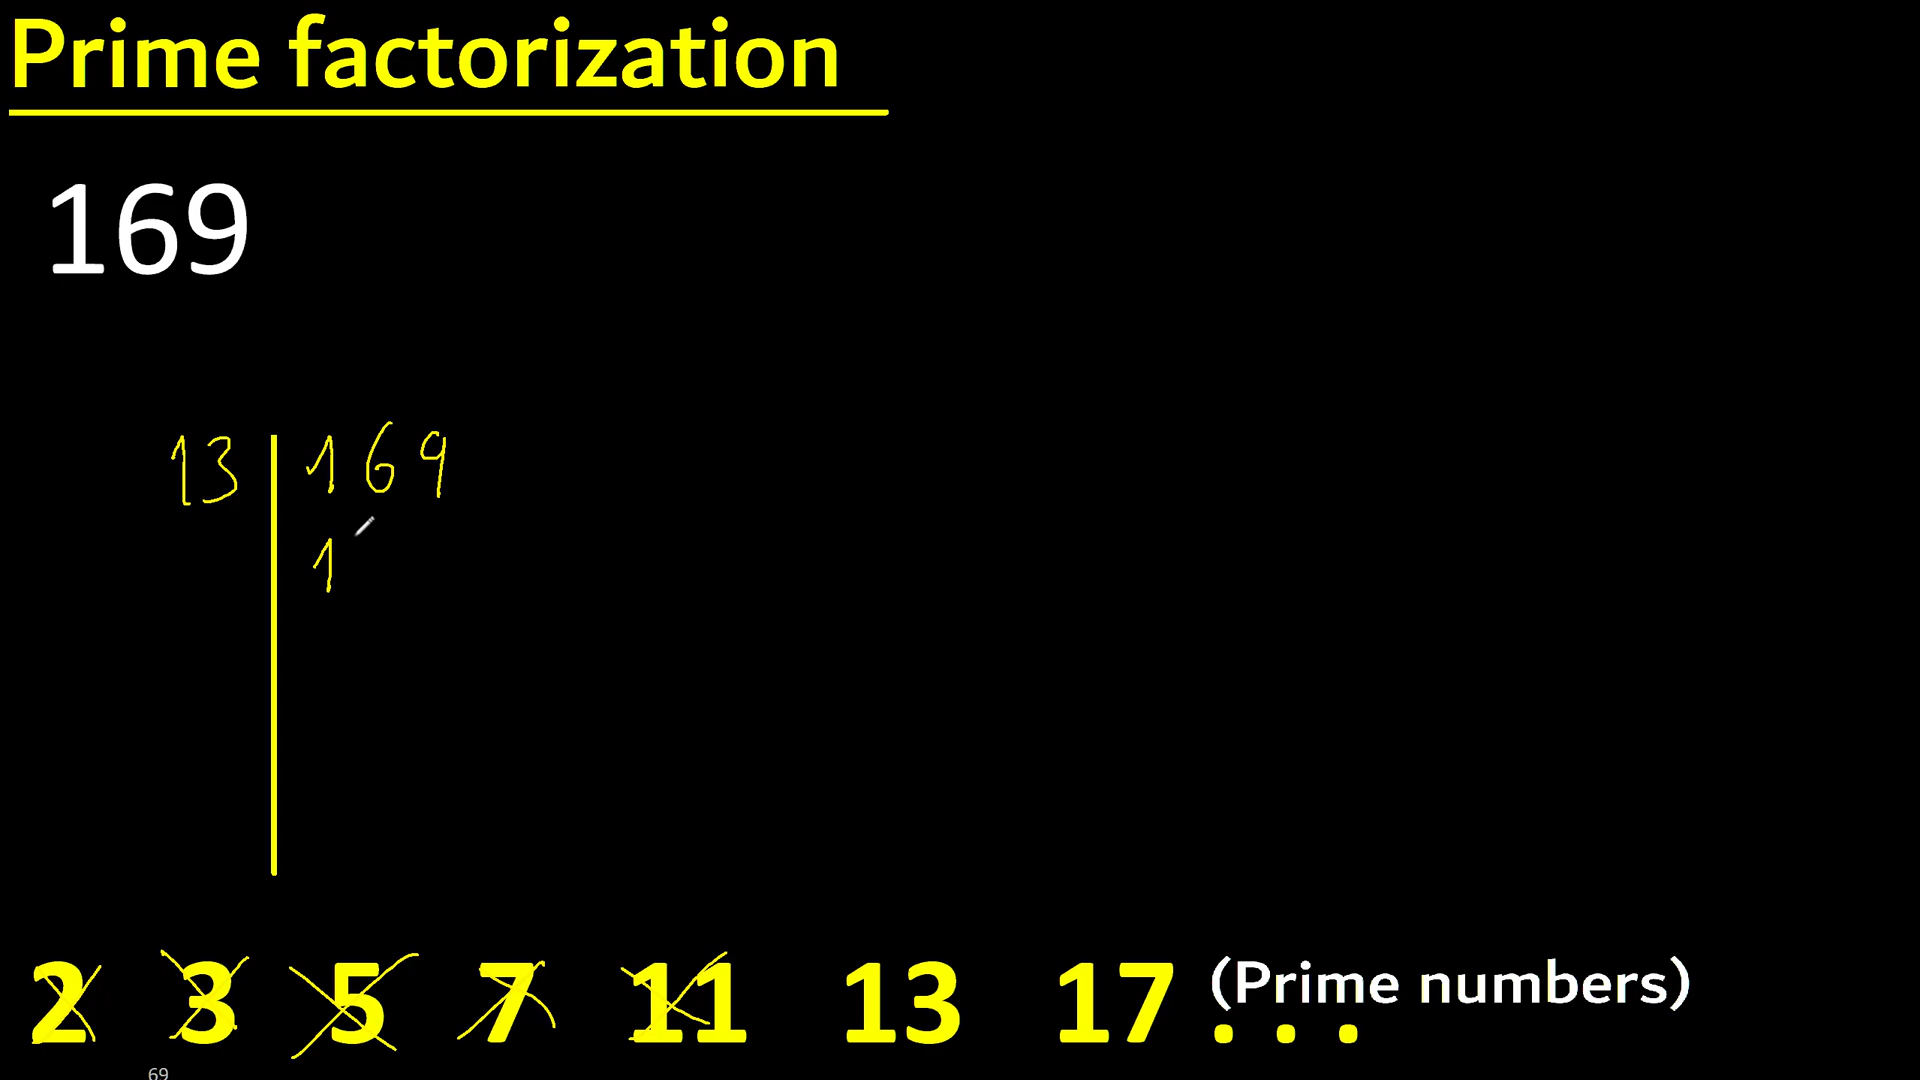 Prime factorization
169
13 169
1
2 3 5 7 11 13 17 . . . (Prime numbers)
69